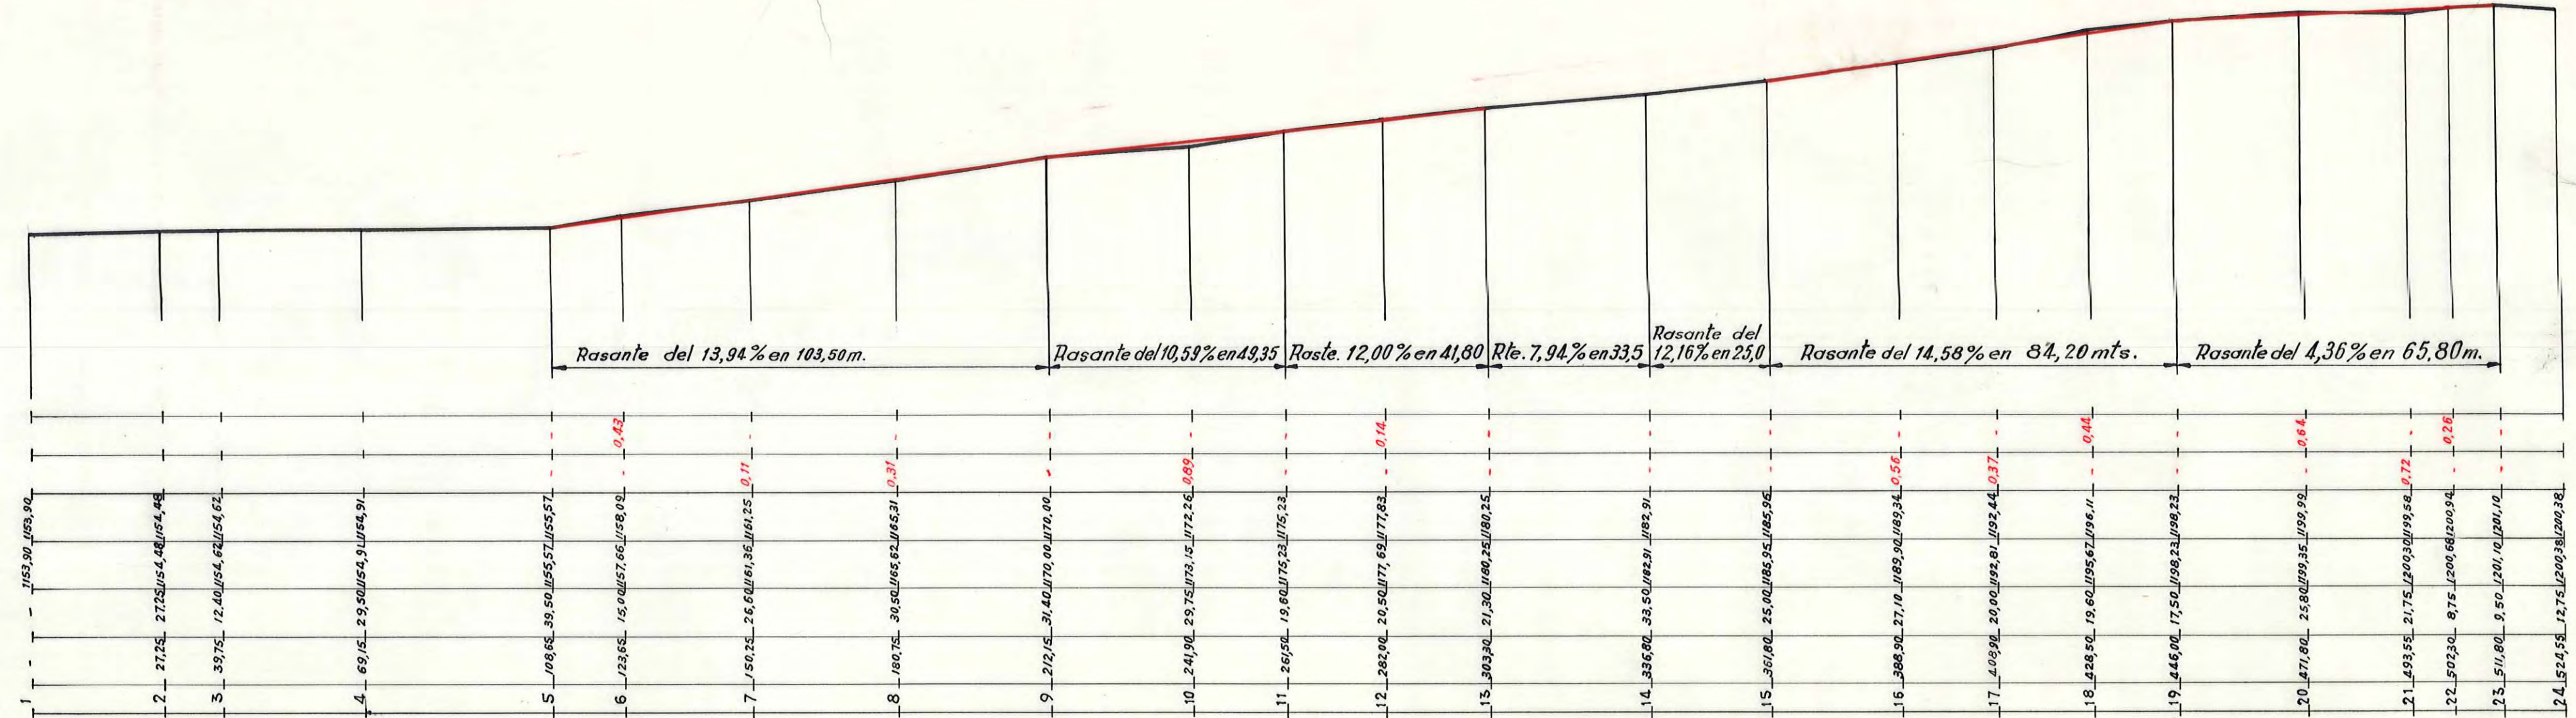 Rasante del 13,94% en 103,50m.
Rasante del 10,59% en 49,35
Raste. 12,00% en 41,80
Rte. 7,94% en 33,5
Rasante del
12,16% en 25,0
Rasante del 14,58% en 84,20 mts.
Rasante del 4,36% en 65,80m.
- 0,43 - - - - - 0,14 - - - - - 0,44 - 0,64 - 0,26 -
- - 0,11 0,31 - 0,89 - - - - - 0,56 0,37 - - - 0,72 - -
1153,90 1154,48 1154,62 1154,91 1155,57 1158,09 1161,25 1165,31 1170,00 1172,26 1175,23 1177,83 1180,25 1182,91 1185,95 1189,34 1192,44 1196,11 1198,23 1199,99 1199,58 1200,94 1201,10 1200,38
1153,90 1154,48 1154,62 1154,91 1155,57 1157,66 1161,36 1165,62 1170,00 1173,15 1175,23 1177,69 1180,25 1182,91 1185,95 1189,90 1192,81 1195,67 1198,23 1199,35 1200,30 1200,68 1201,10 1200,38
- 27,25 12,40 29,50 39,50 15,00 26,60 30,50 31,40 29,75 19,60 20,50 21,30 33,50 25,00 27,10 20,00 19,60 17,50 25,80 21,75 8,75 9,50 12,75
- 27,25 39,75 69,15 108,65 123,65 150,25 180,75 212,15 241,90 261,50 282,00 303,30 336,80 361,80 388,90 408,90 428,50 446,00 471,80 493,55 502,30 511,80 524,55
1 2 3 4 5 6 7 8 9 10 11 12 13 14 15 16 17 18 19 20 21 22 23 24